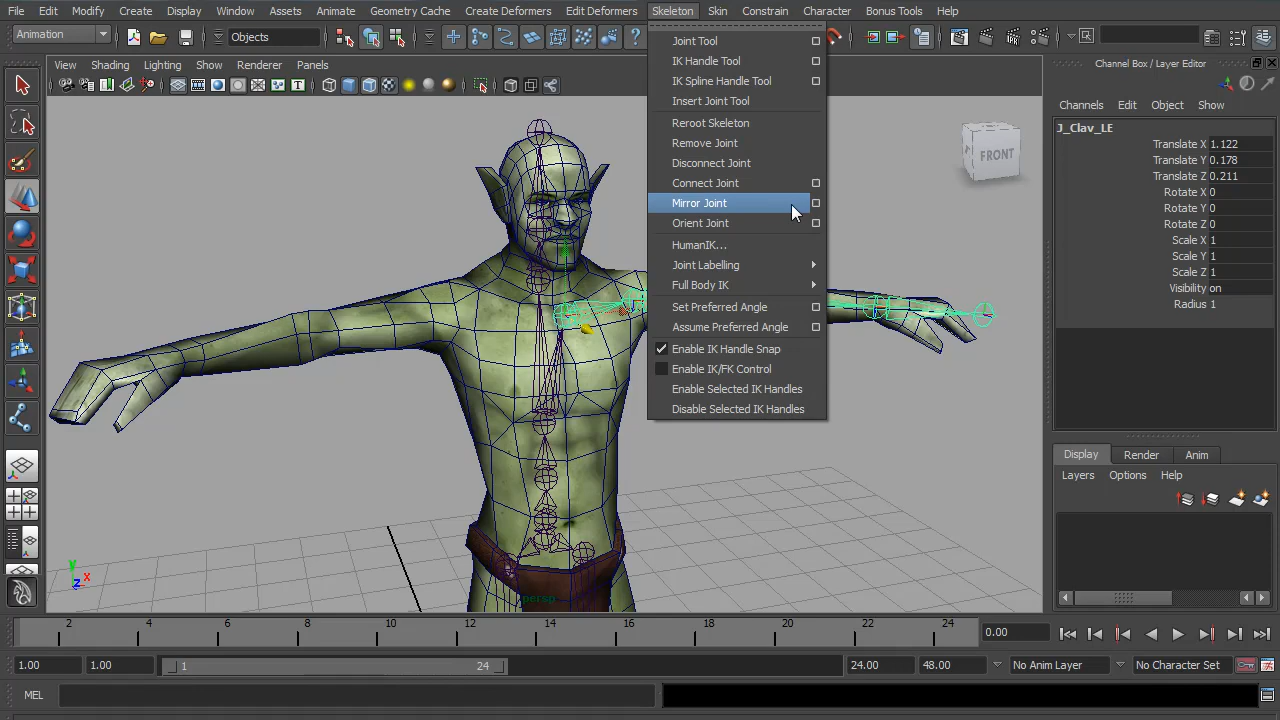 File Edit Modify Create Display Window Assets Animate Geometry Cache Create Deformers Edit Deformers Skeleton Skin Constrain Character Bonus Tools Help
Animation
Objects
View Shading Lighting Show Renderer Panels
Joint Tool
IK Handle Tool
IK Spline Handle Tool
Insert Joint Tool
Reroot Skeleton
Remove Joint
Disconnect Joint
Connect Joint
Mirror Joint
Orient Joint
HumanIK...
Joint Labelling
Full Body IK
Set Preferred Angle
Assume Preferred Angle
Enable IK Handle Snap
Enable IK/FK Control
Enable Selected IK Handles
Disable Selected IK Handles
FRONT
persp
y
x
z
Channel Box / Layer Editor
Channels Edit Object Show
J_Clav_LE
Translate X 1.122
Translate Y 0.178
Translate Z 0.211
Rotate X 0
Rotate Y 0
Rotate Z 0
Scale X 1
Scale Y 1
Scale Z 1
Visibility on
Radius 1
Display Render Anim
Layers Options Help
2 4 6 8 10 12 14 16 18 20 22 24
0.00
1.00 1.00 1 24 24.00 48.00 No Anim Layer No Character Set
MEL